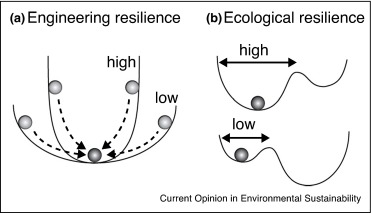 (a) Engineering resilience
high
low
(b) Ecological resilience
high
low
Current Opinion in Environmental Sustainability